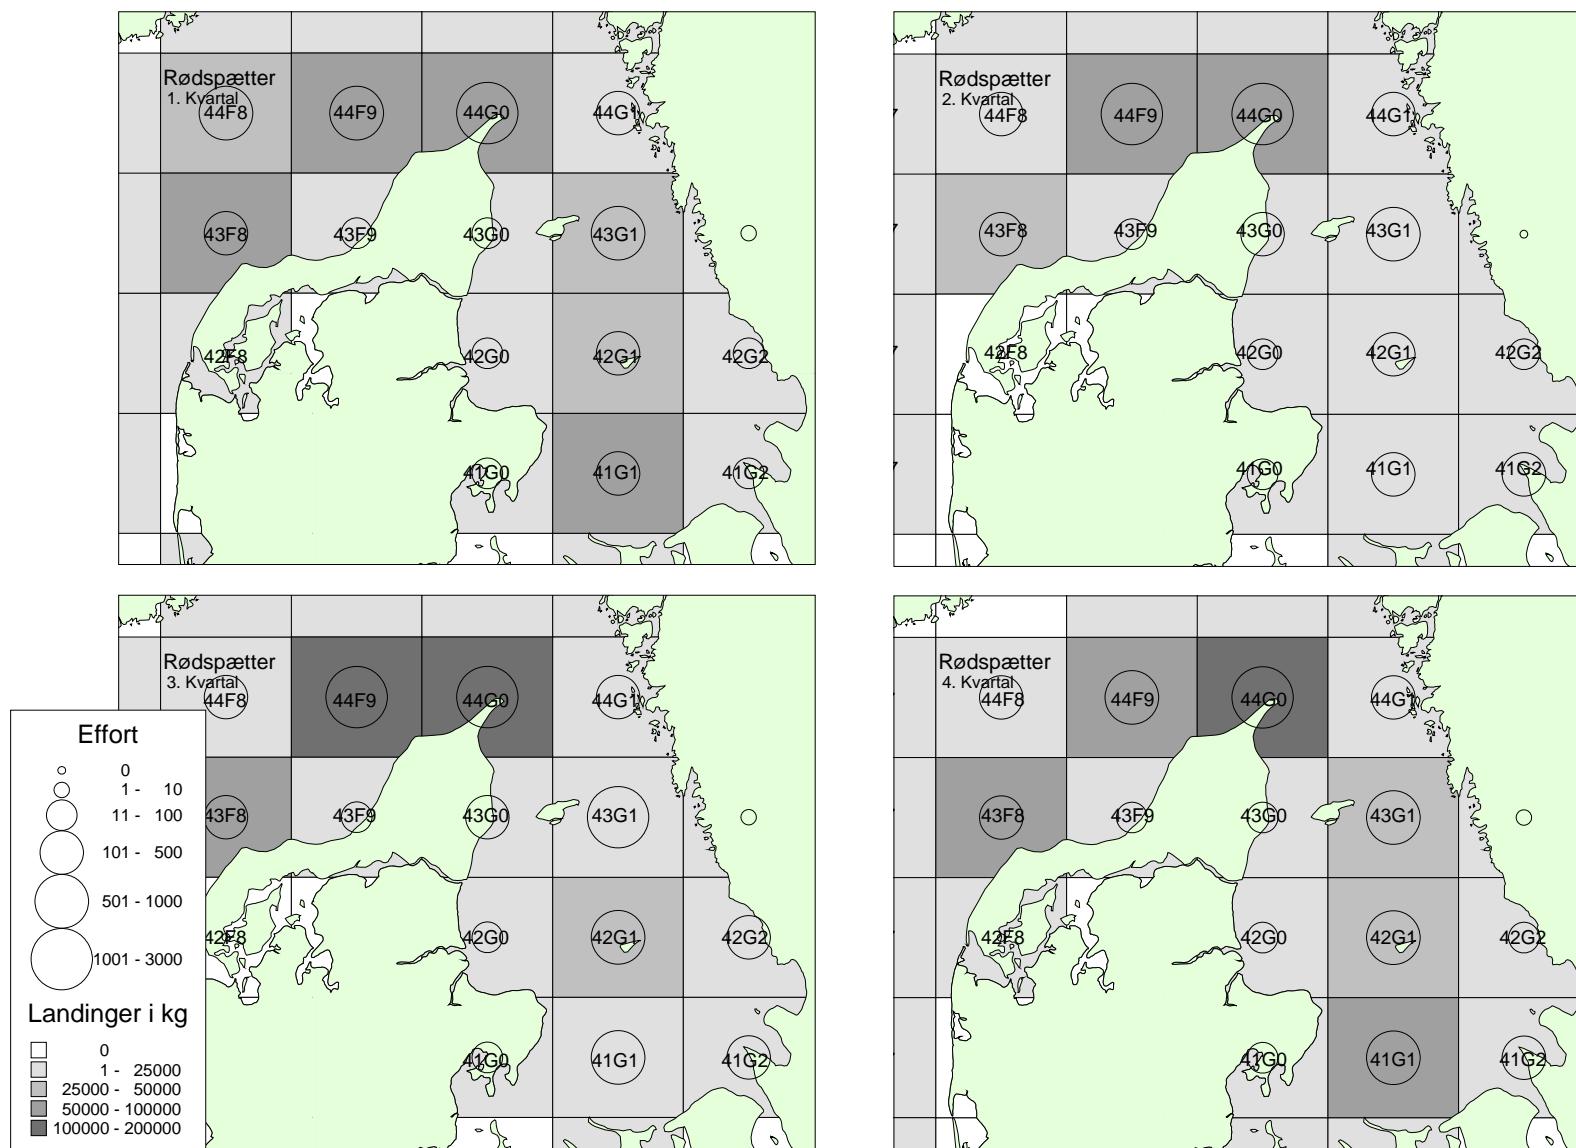 Rødspætter
1. Kvartal
44F8 44F9 44G0 44G1
43F8 43F9 43G0 43G1
42F8 42G0 42G1 42G2
41G0 41G1 41G2
Rødspætter
2. Kvartal
44F8 44F9 44G0 44G1
43F8 43F9 43G0 43G1
42F8 42G0 42G1 42G2
41G0 41G1 41G2
Rødspætter
3. Kvartal
44F8 44F9 44G0 44G1
43F8 43F9 43G0 43G1
42F8 42G0 42G1 42G2
41G0 41G1 41G2
Rødspætter
4. Kvartal
44F8 44F9 44G0 44G1
43F8 43F9 43G0 43G1
42F8 42G0 42G1 42G2
41G0 41G1 41G2
Effort
0
1 - 10
11 - 100
101 - 500
501 - 1000
1001 - 3000
Landinger i kg
0
1 - 25000
25000 - 50000
50000 - 100000
100000 - 200000